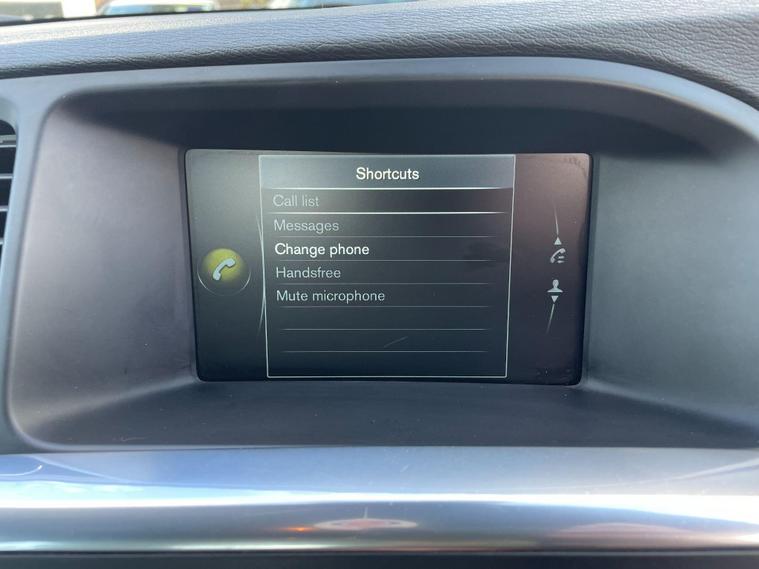 Shortcuts
Call list
Messages
Change phone
Handsfree
Mute microphone